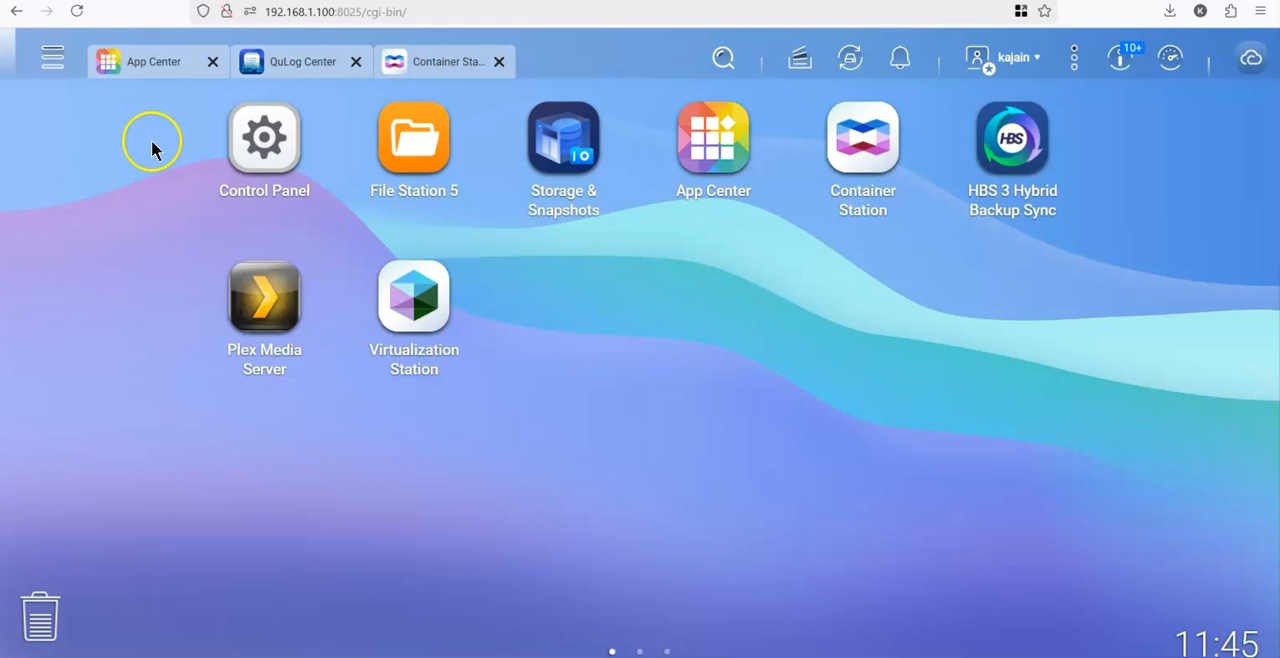 192.168.1.100:8025/cgi-bin/
K
App Center
QuLog Center
Container Sta...
kajain
10+
Control Panel
File Station 5
Storage &
Snapshots
IO
App Center
Container
Station
HBS
HBS 3 Hybrid
Backup Sync
Plex Media
Server
Virtualization
Station
11:45